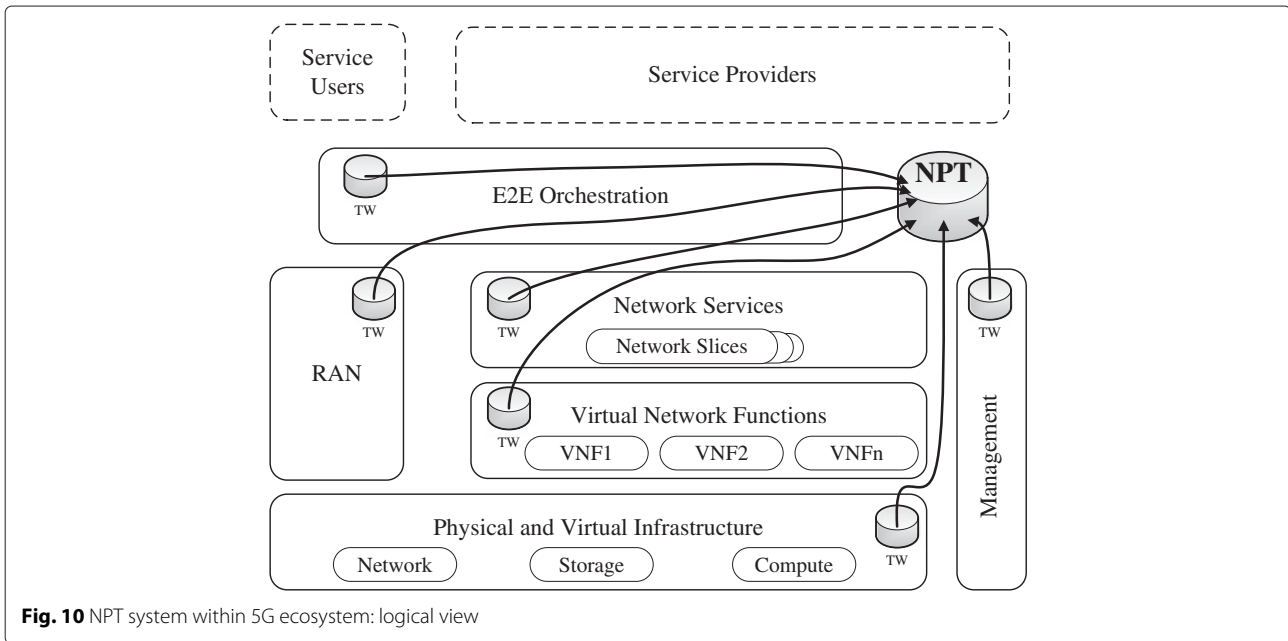 Service
Users
Service Providers
NPT
TW
E2E Orchestration
TW
RAN
TW
Network Services
Network Slices
TW
Management
TW
Virtual Network Functions
VNF1
VNF2
VNFn
Physical and Virtual Infrastructure
TW
Network
Storage
Compute
Fig. 10 NPT system within 5G ecosystem: logical view